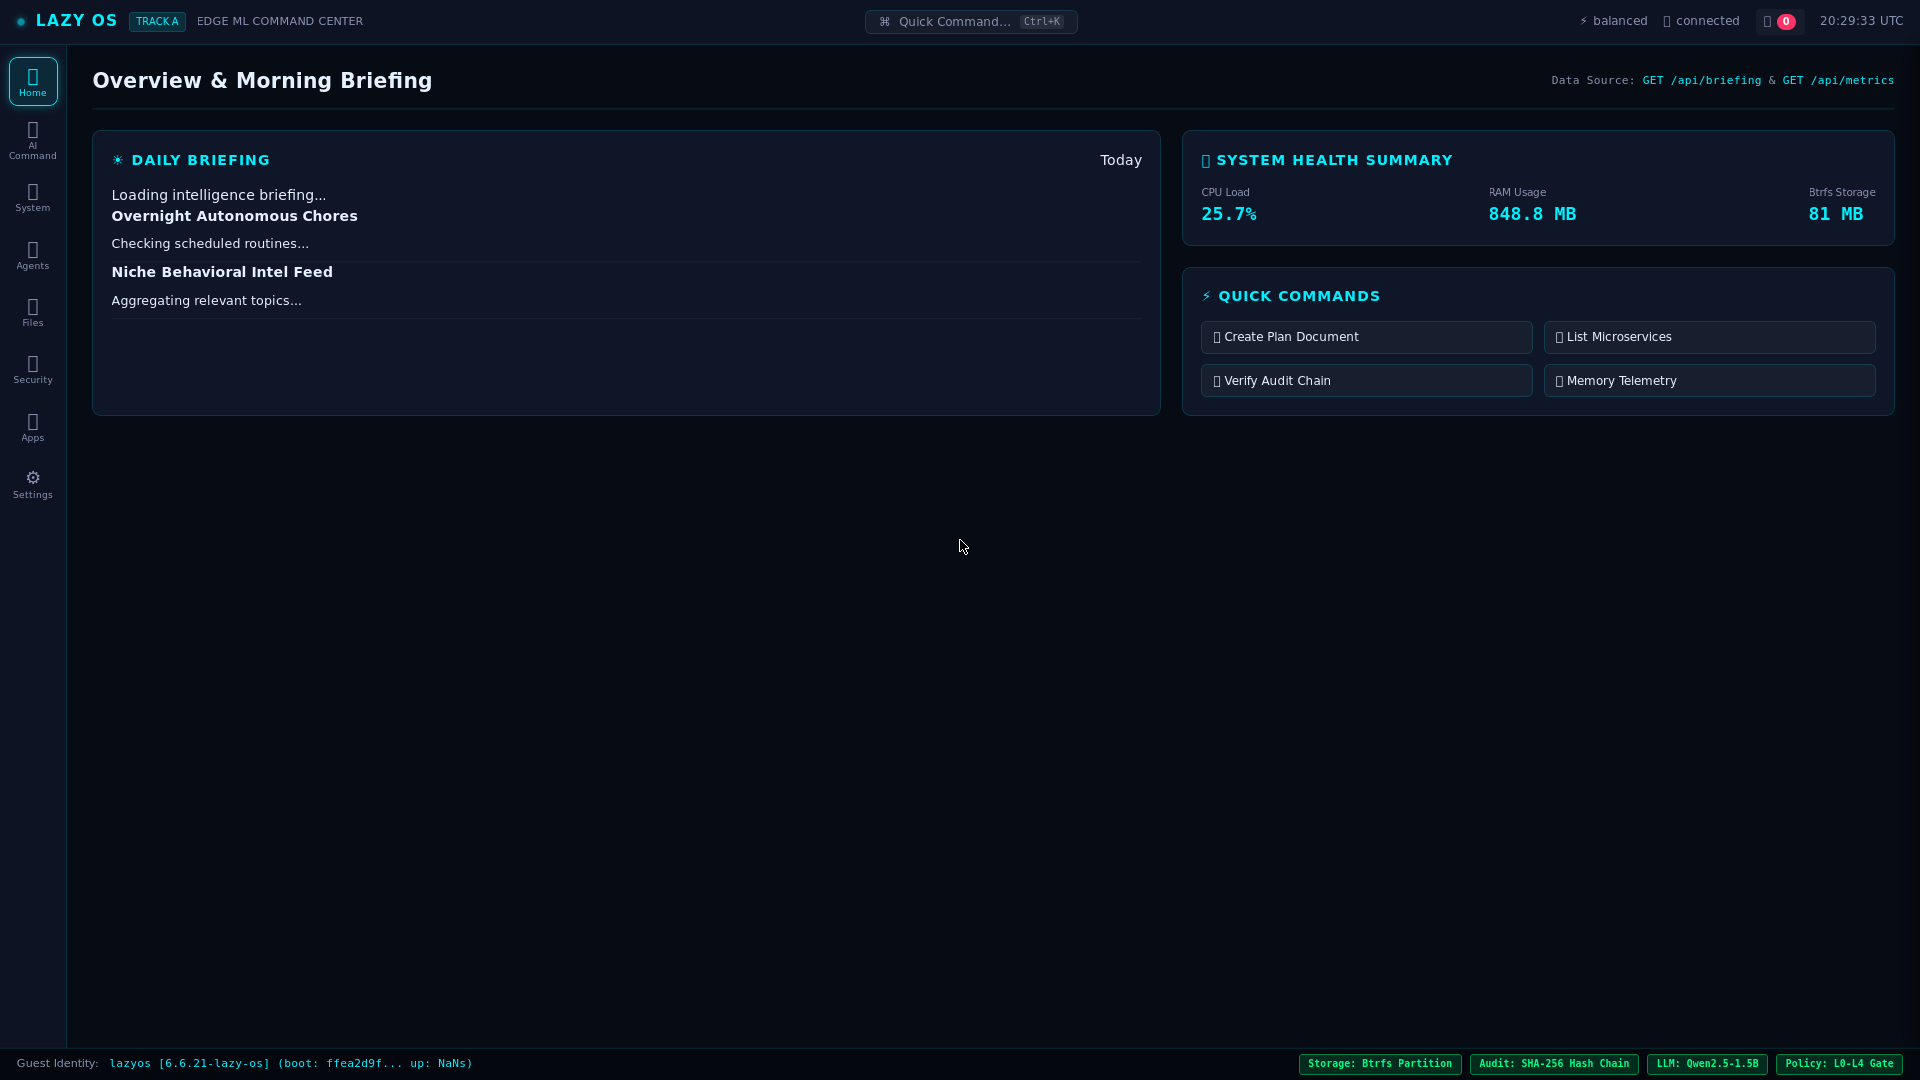 LAZY OS TRACK A EDGE ML COMMAND CENTER
⌘ Quick Command... Ctrl+K
⚡ balanced connected 0 20:29:33 UTC
Home
AI
Command
System
Agents
Files
Security
Apps
Settings
Overview & Morning Briefing
Data Source: GET /api/briefing & GET /api/metrics
☀ DAILY BRIEFING
Today
Loading intelligence briefing...
Overnight Autonomous Chores
Checking scheduled routines...
Niche Behavioral Intel Feed
Aggregating relevant topics...
SYSTEM HEALTH SUMMARY
CPU Load RAM Usage Btrfs Storage
25.7% 848.8 MB 81 MB
⚡ QUICK COMMANDS
Create Plan Document
List Microservices
Verify Audit Chain
Memory Telemetry
Guest Identity: lazyos [6.6.21-lazy-os] (boot: ffea2d9f... up: NaNs)
Storage: Btrfs Partition
Audit: SHA-256 Hash Chain
LLM: Qwen2.5-1.5B
Policy: L0-L4 Gate